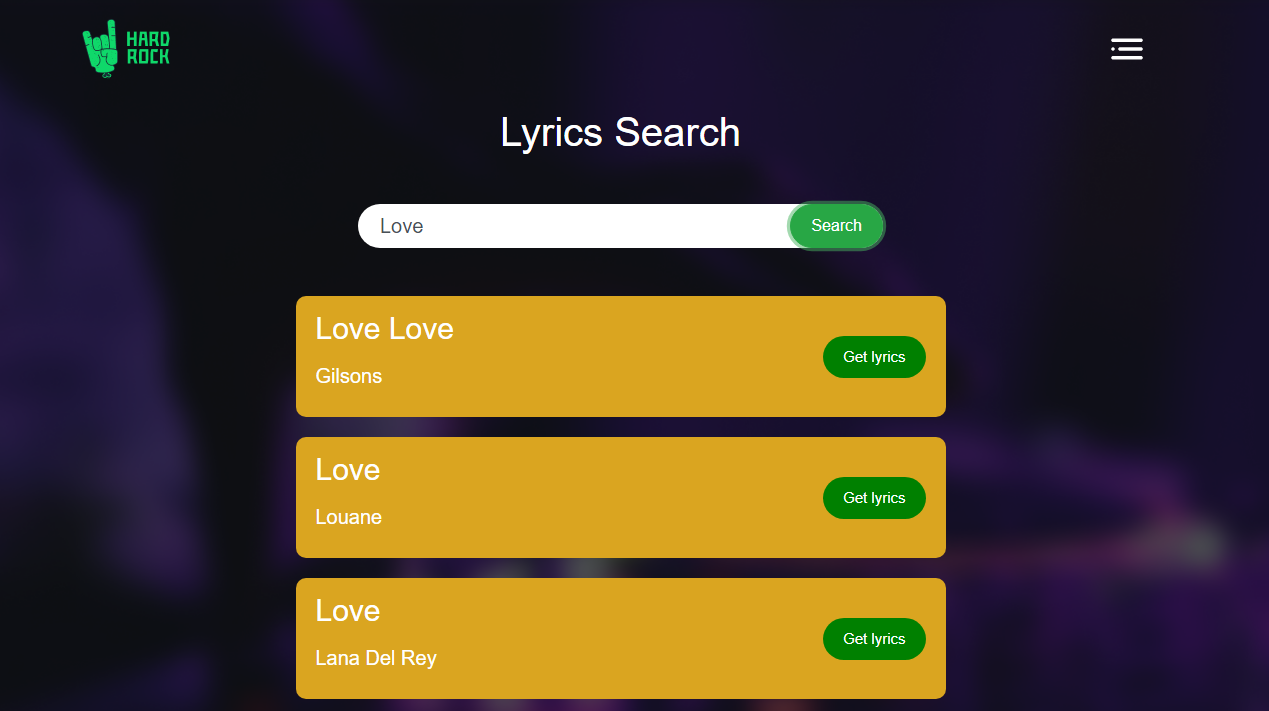 HARD
ROCK
Lyrics Search
Love
Search
Love Love
Gilsons
Get lyrics
Love
Louane
Get lyrics
Love
Lana Del Rey
Get lyrics